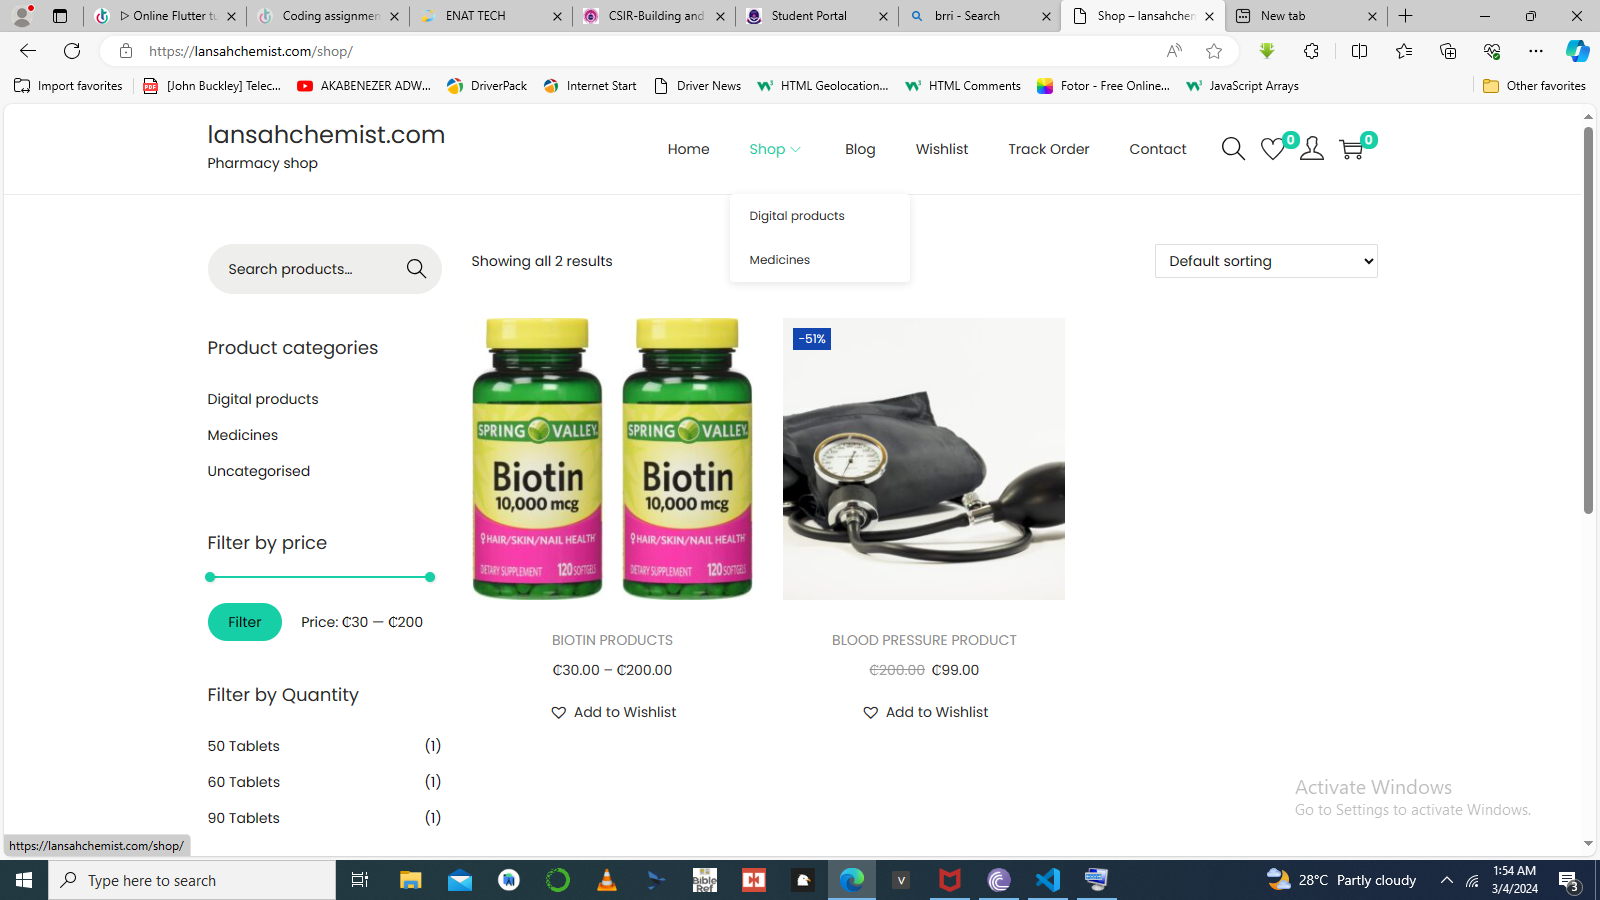 ▷ Online Flutter tu
Coding assignmen
ENAT TECH
CSIR-Building and
Student Portal
brri - Search
Shop – lansahchem
New tab
https://lansahchemist.com/shop/
Import favorites
[John Buckley] Telec...
AKABENEZER ADW...
DriverPack
Internet Start
Driver News
HTML Geolocation...
HTML Comments
Fotor - Free Online...
JavaScript Arrays
Other favorites
lansahchemist.com
Pharmacy shop
Home
Shop
Blog
Wishlist
Track Order
Contact
0
0
Digital products
Medicines
Search products...
Showing all 2 results
Default sorting
Product categories
Digital products
Medicines
Uncategorised
Filter by price
Filter
Price: ₵30 — ₵200
Filter by Quantity
50 Tablets (1)
60 Tablets (1)
90 Tablets (1)
SPRING VALLEY
Biotin
10,000 mcg
HAIR/SKIN/NAIL HEALTH
DIETARY SUPPLEMENT 120 SOFTGELS
SPRING VALLEY
Biotin
10,000 mcg
HAIR/SKIN/NAIL HEALTH
DIETARY SUPPLEMENT 120 SOFTGELS
-51%
BIOTIN PRODUCTS
₵30.00 – ₵200.00
Add to Wishlist
BLOOD PRESSURE PRODUCT
₵200.00 ₵99.00
Add to Wishlist
Activate Windows
Go to Settings to activate Windows.
https://lansahchemist.com/shop/
Type here to search
Bible
Ref
28°C Partly cloudy
1:54 AM
3/4/2024
3